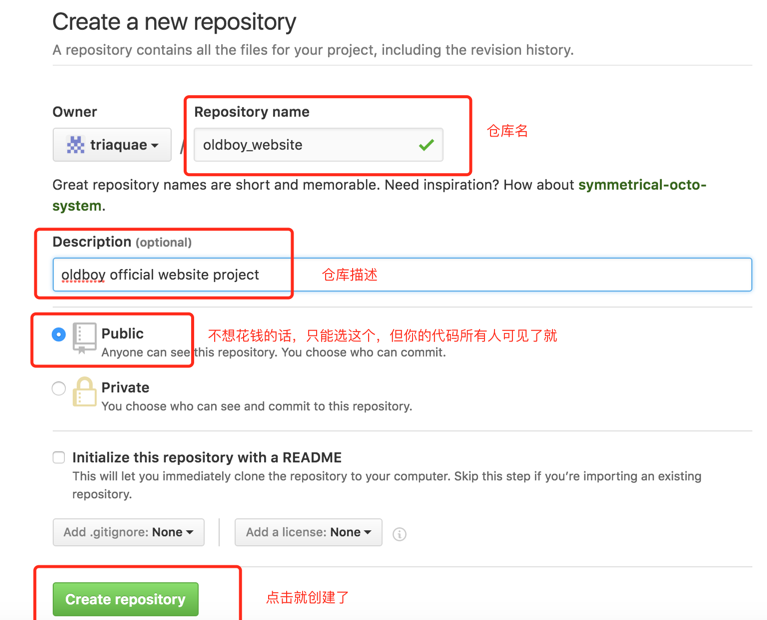 Create a new repository
A repository contains all the files for your project, including the revision history.
Owner
Repository name
triaquae
/
oldboy_website
仓库名
Great repository names are short and memorable. Need inspiration? How about symmetrical-octo-
system.
Description (optional)
oldboy official website project
仓库描述
Public
不想花钱的话，只能选这个，但你的代码所有人可见了就
Anyone can see this repository. You choose who can commit.
Private
You choose who can see and commit to this repository.
Initialize this repository with a README
This will let you immediately clone the repository to your computer. Skip this step if you’re importing an existing
repository.
Add .gitignore: None
Add a license: None
Create repository
点击就创建了